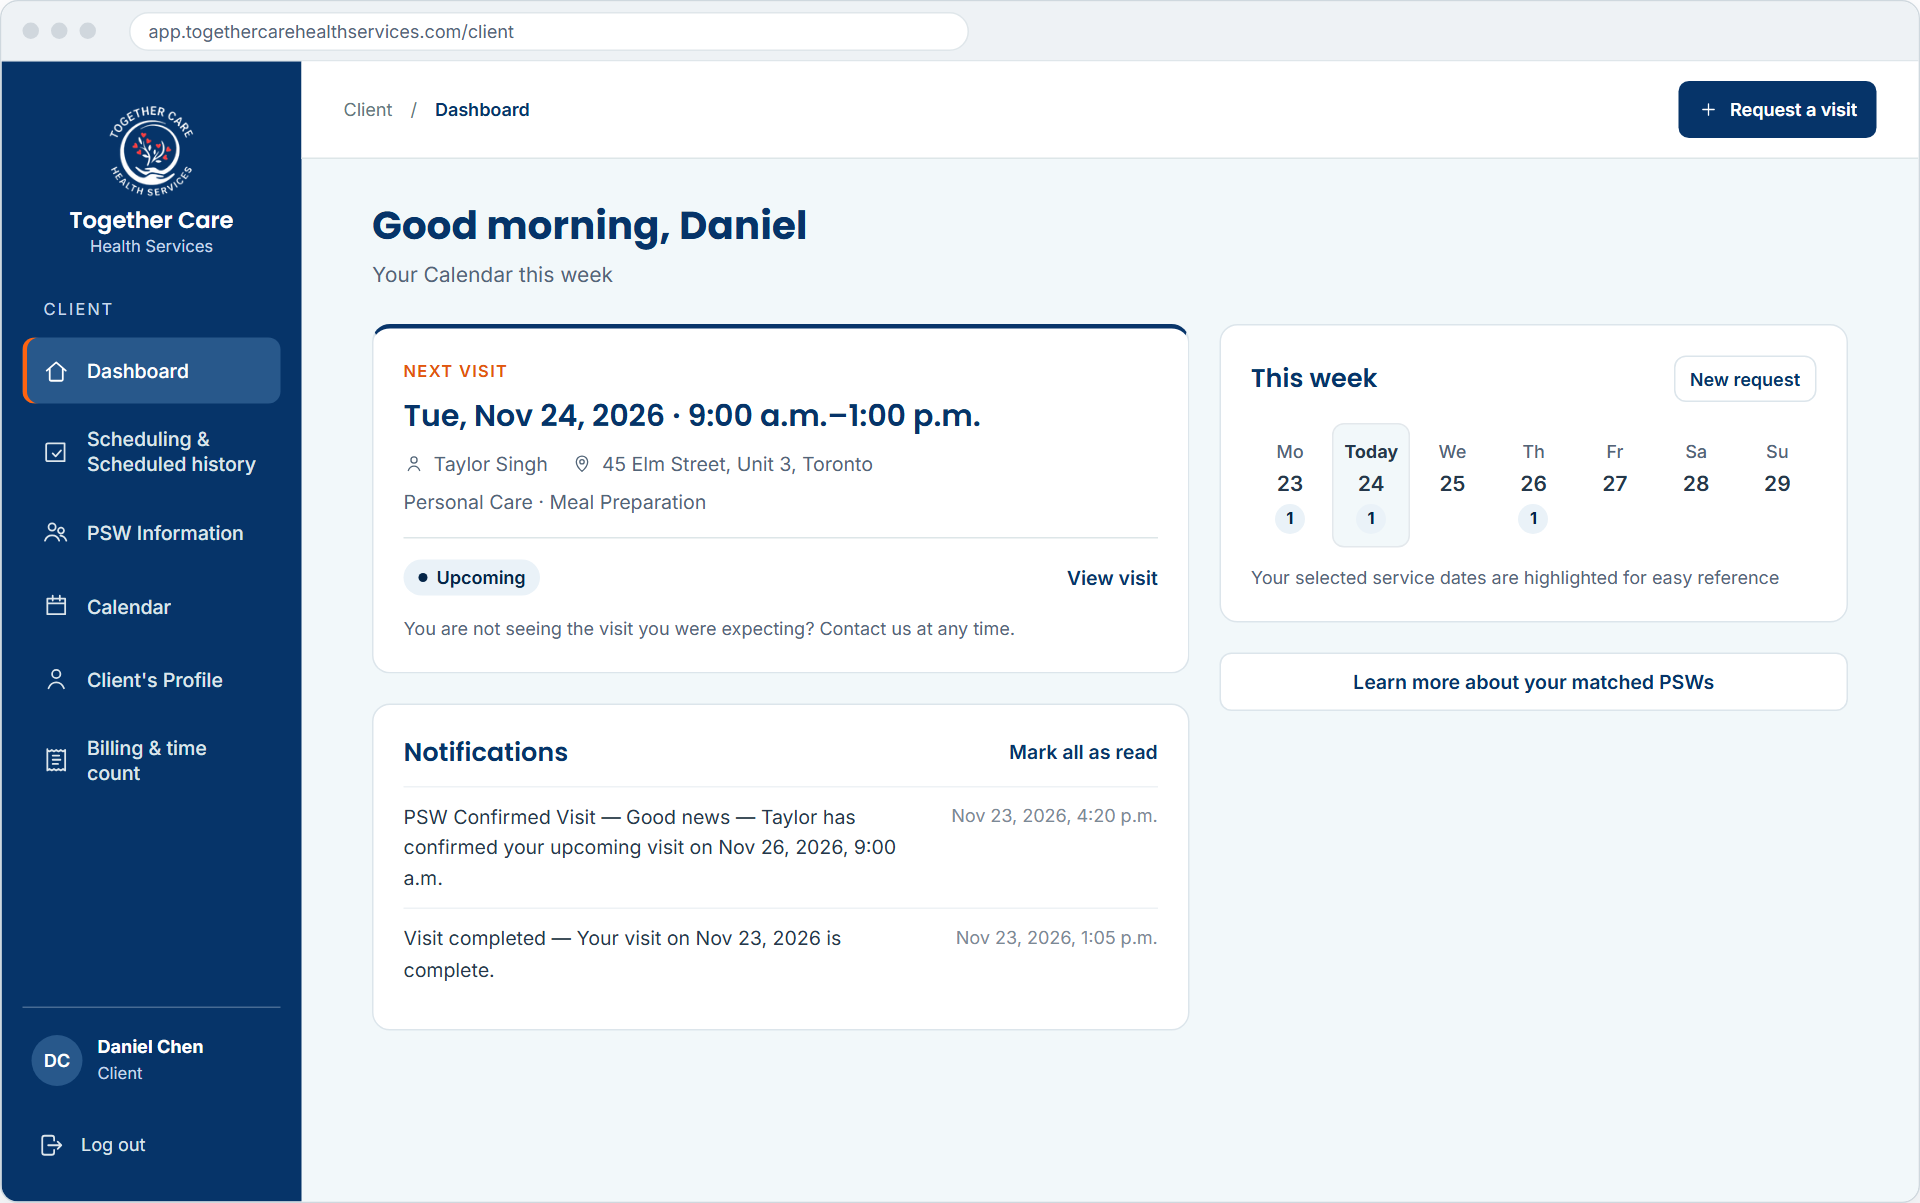 app.togethercarehealthservices.com/client
TOGETHER CARE
HEALTH SERVICES
Together Care
Health Services
CLIENT
Dashboard
Scheduling &
Scheduled history
PSW Information
Calendar
Client's Profile
Billing & time
count
DC
Daniel Chen
Client
Log out
Client / Dashboard
+ Request a visit
Good morning, Daniel
Your Calendar this week
NEXT VISIT
Tue, Nov 24, 2026 · 9:00 a.m.–1:00 p.m.
Taylor Singh 45 Elm Street, Unit 3, Toronto
Personal Care · Meal Preparation
Upcoming
View visit
You are not seeing the visit you were expecting? Contact us at any time.
Notifications
Mark all as read
PSW Confirmed Visit — Good news — Taylor has
confirmed your upcoming visit on Nov 26, 2026, 9:00
a.m.
Nov 23, 2026, 4:20 p.m.
Visit completed — Your visit on Nov 23, 2026 is
complete.
Nov 23, 2026, 1:05 p.m.
This week
New request
Mo Today We Th Fr Sa Su
23 24 25 26 27 28 29
1 1 1
Your selected service dates are highlighted for easy reference
Learn more about your matched PSWs